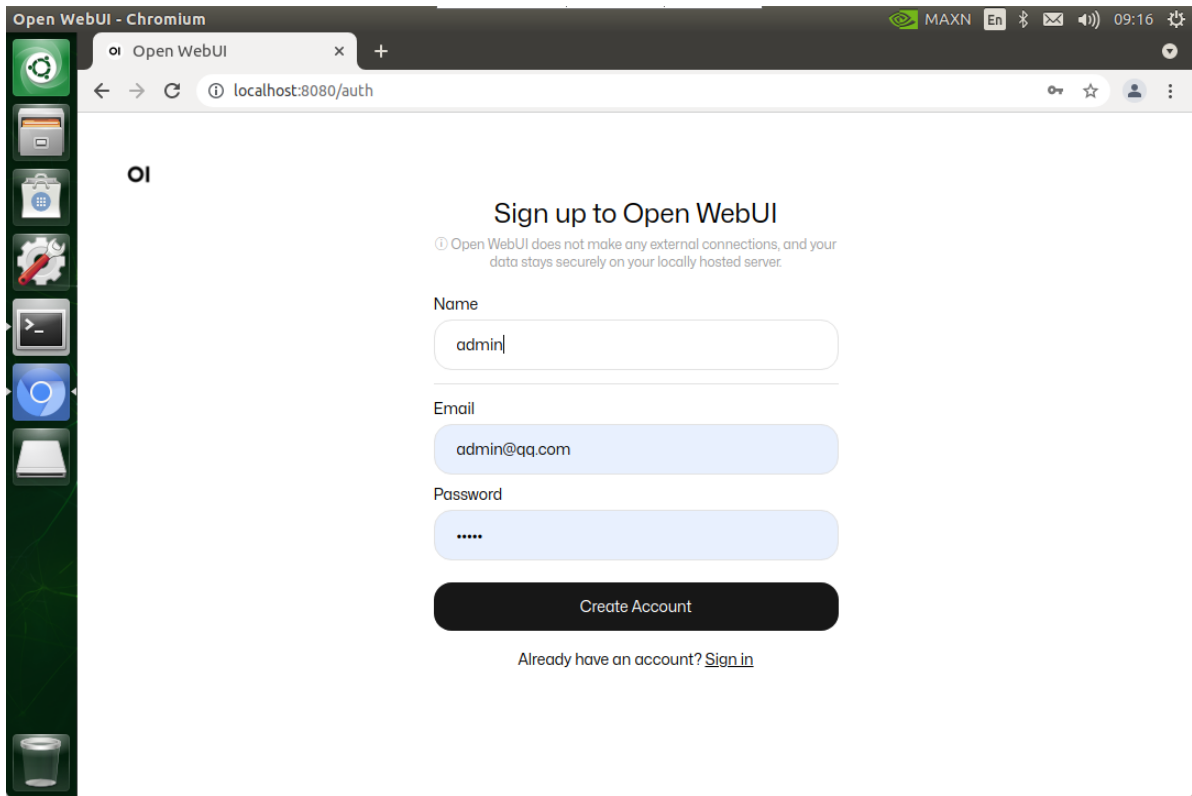 Open WebUI - Chromium
MAXN En 09:16
OI Open WebUI
localhost:8080/auth
OI
Sign up to Open WebUI
Open WebUI does not make any external connections, and your
data stays securely on your locally hosted server.
Name
admin
Email
admin@qq.com
Password
•••••
Create Account
Already have an account? Sign in